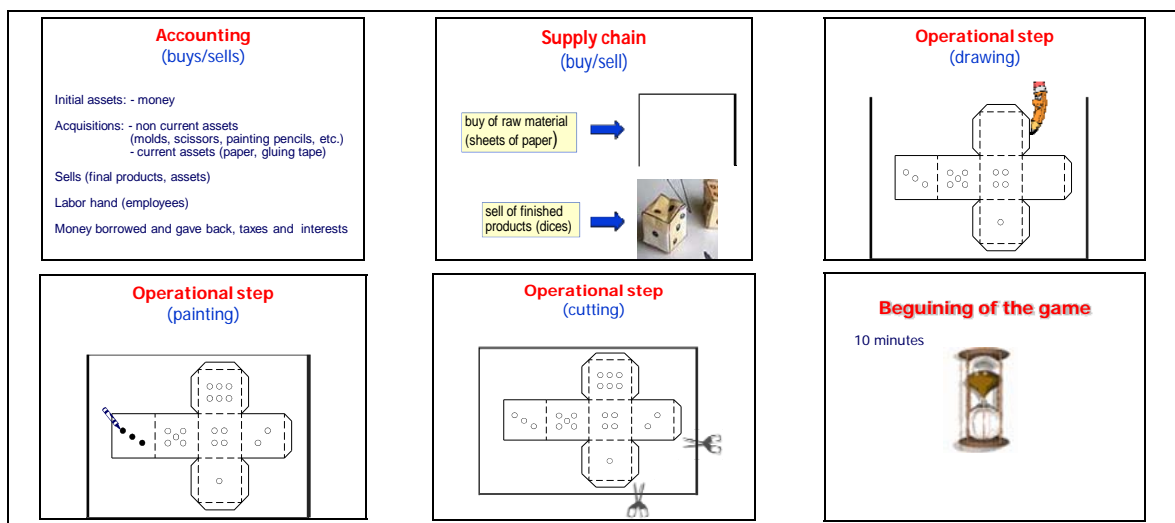 Accounting
(buys/sells)
Initial assets: - money
Acquisitions: - non current assets
(molds, scissors, painting pencils, etc.)
- current assets (paper, gluing tape)
Sells (final products, assets)
Labor hand (employees)
Money borrowed and gave back, taxes and interests
Supply chain
(buy/sell)
buy of raw material
(sheets of paper)
sell of finished
products (dices)
Operational step
(drawing)
Operational step
(painting)
Operational step
(cutting)
Beguining of the game
10 minutes